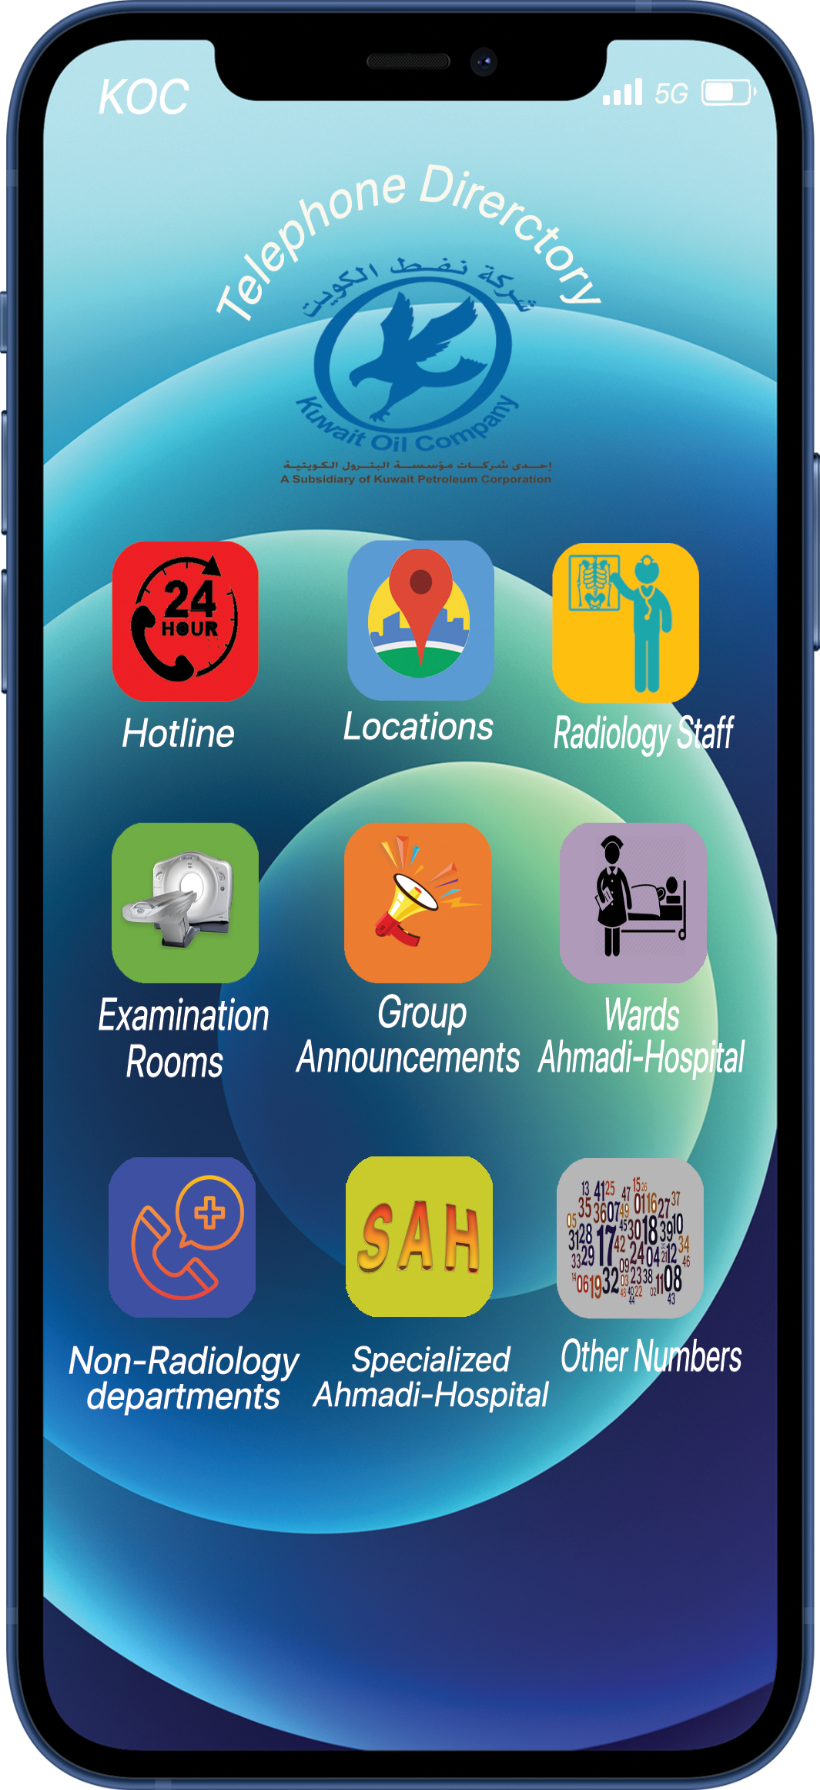 KOC
5G
Telephone Direrctory
شركة نفط الكويت
Kuwait Oil Company
إحدى شركات مؤسسة البترول الكويتية
A Subsidiary of Kuwait Petroleum Corporation
24
HOUR
Hotline
Locations
Radiology Staff
Examination
Rooms
Group
Announcements
Wards
Ahmadi-Hospital
SAH
Non-Radiology
departments
Specialized
Ahmadi-Hospital
Other Numbers